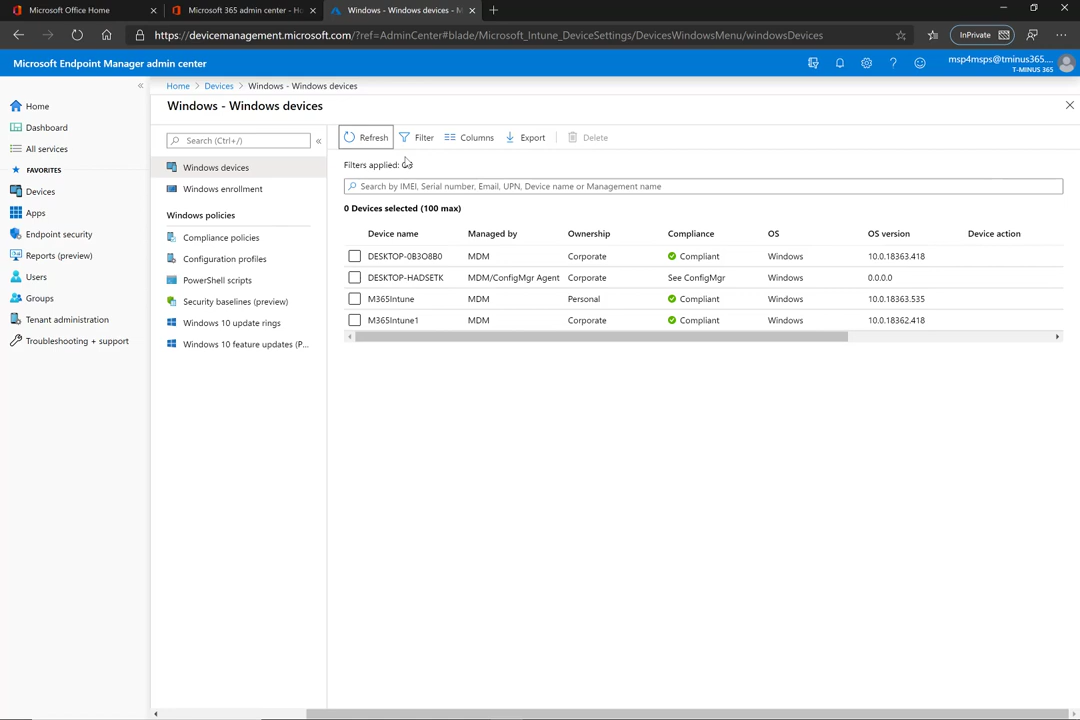 Microsoft Office Home
Microsoft 365 admin center - Ho
Windows - Windows devices - M
https://devicemanagement.microsoft.com/?ref=AdminCenter#blade/Microsoft_Intune_DeviceSettings/DevicesWindowsMenu/windowsDevices
InPrivate
Microsoft Endpoint Manager admin center
msp4msps@tminus365....
T-MINUS 365
Home
Dashboard
All services
FAVORITES
Devices
Apps
Endpoint security
Reports (preview)
Users
Groups
Tenant administration
Troubleshooting + support
Home Devices Windows - Windows devices
Windows - Windows devices
Search (Ctrl+/)
Windows devices
Windows enrollment
Windows policies
Compliance policies
Configuration profiles
PowerShell scripts
Security baselines (preview)
Windows 10 update rings
Windows 10 feature updates (P...
Refresh Filter Columns Export Delete
Filters applied:
Search by IMEI, Serial number, Email, UPN, Device name or Management name
0 Devices selected (100 max)
Device name Managed by Ownership Compliance OS OS version Device action
DESKTOP-0B3O8B0 MDM Corporate Compliant Windows 10.0.18363.418
DESKTOP-HADSETK MDM/ConfigMgr Agent Corporate See ConfigMgr Windows 0.0.0.0
M365Intune MDM Personal Compliant Windows 10.0.18363.535
M365Intune1 MDM Corporate Compliant Windows 10.0.18362.418